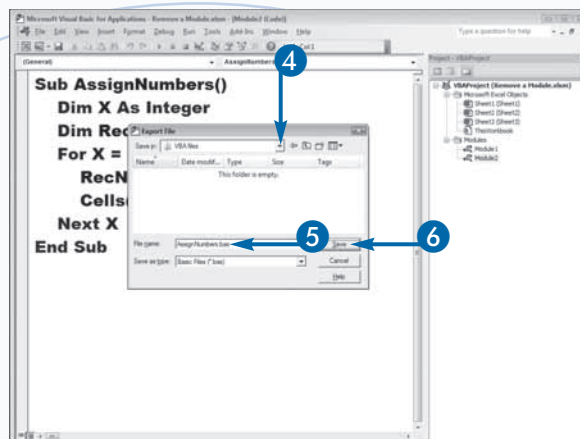 Microsoft Visual Basic for Applications - Remove a Module.xlsm - [Module2 (Code)]
File Edit View Insert Format Debug Run Tools Add-Ins Window Help
Type a question for help
Col 1
(General)
AssignNumbers
Project - VBAProject
4
Sub AssignNumbers()
Dim X As Integer
Dim Rec
For X =
RecN
Cells(
Next X
End Sub
Export File
Save in: VBA files
Name Date modif... Type Size Tags
This folder is empty.
File name: AssignNumbers.bas
5
Save
6
Save as type: Basic Files (*.bas)
Cancel
Help
VBAProject (Remove a Module.xlsm)
Microsoft Excel Objects
Sheet1 (Sheet1)
Sheet2 (Sheet2)
Sheet3 (Sheet3)
ThisWorkbook
Modules
Module1
Module2